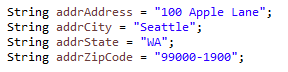 String addrAddress = "100 Apple Lane";
String addrCity = "Seattle";
String addrState = "WA";
String addrZipCode = "99000-1900";